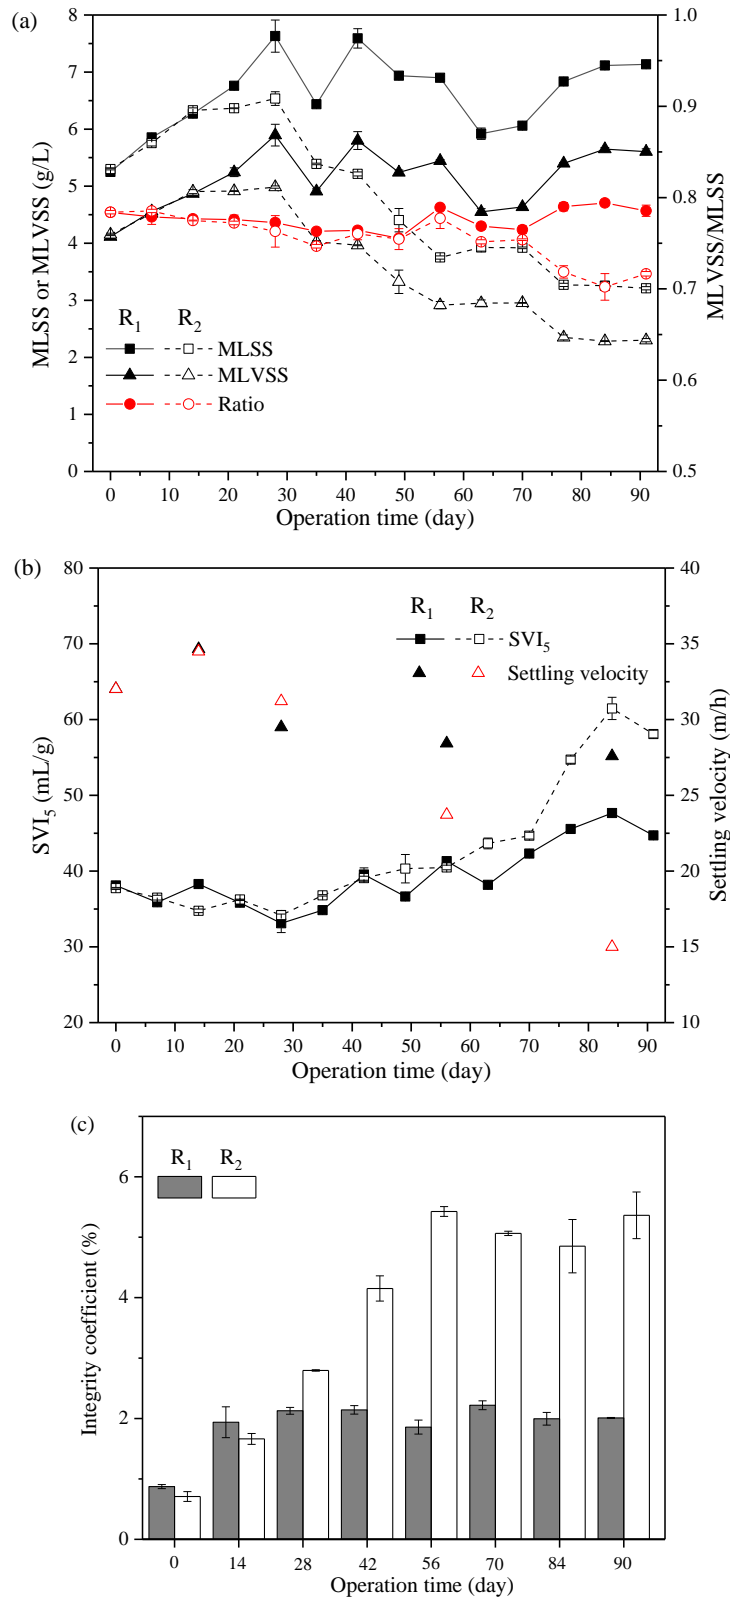 (a)
MLSS or MLVSS (g/L)
8
7
6
5
4
3
2
1
0
1.0
0.9
0.8
0.7
0.6
0.5
MLVSS/MLSS
R1 R2
MLSS
MLVSS
Ratio
0 10 20 30 40 50 60 70 80 90
Operation time (day)
(b)
SVI5 (mL/g)
80
70
60
50
40
30
20
40
35
30
25
20
15
10
Settling velocity (m/h)
R1 R2
SVI5
Settling velocity
0 10 20 30 40 50 60 70 80 90
Operation time (day)
(c)
Integrity coefficient (%)
6
4
2
0
R1 R2
0 14 28 42 56 70 84 90
Operation time (day)